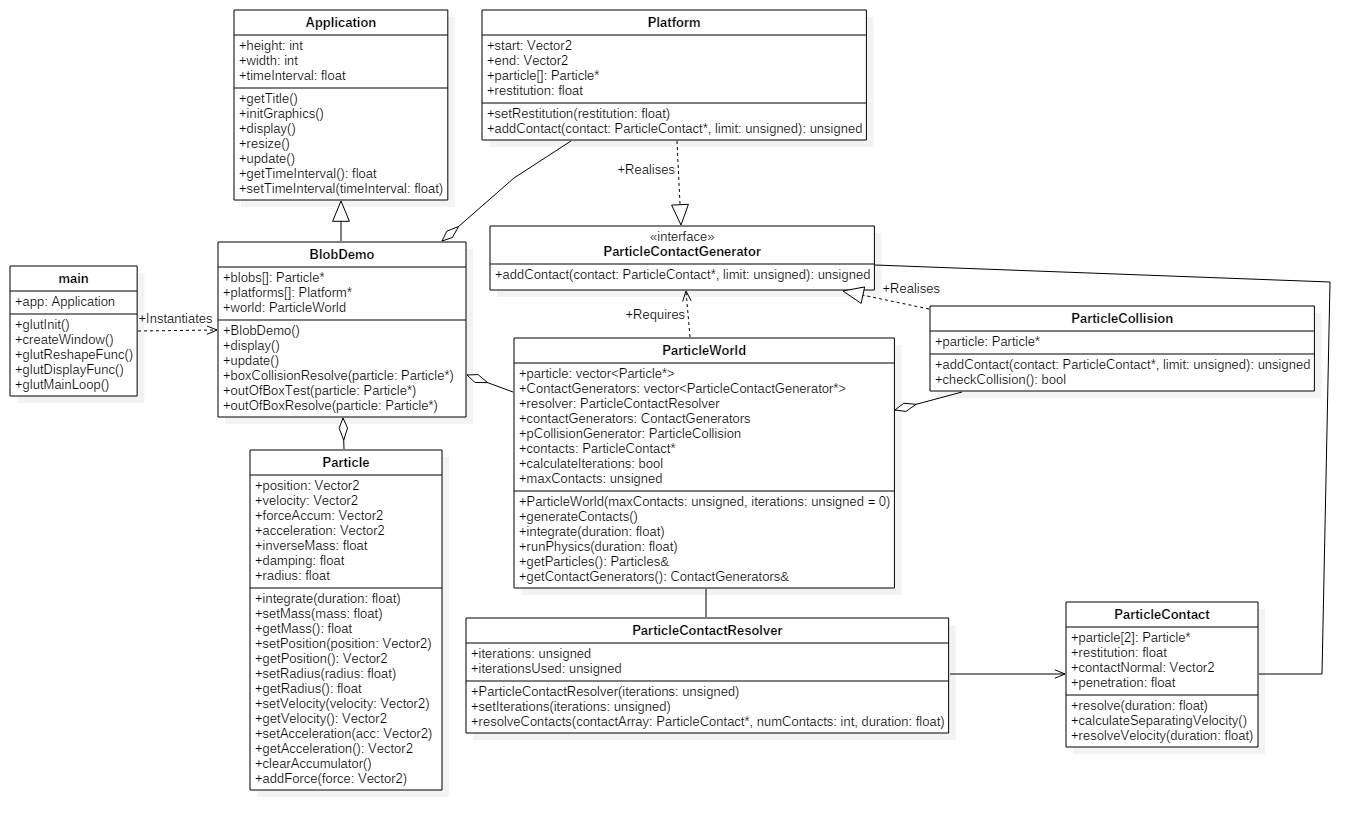 Application
+height: int
+width: int
+timeInterval: float
+getTitle()
+initGraphics()
+display()
+resize()
+update()
+getTimeInterval(): float
+setTimeInterval(timeInterval: float)
Platform
+start: Vector2
+end: Vector2
+particle[]: Particle*
+restitution: float
+setRestitution(restitution: float)
+addContact(contact: ParticleContact*, limit: unsigned): unsigned
+Realises
«interface»
ParticleContactGenerator
+addContact(contact: ParticleContact*, limit: unsigned): unsigned
main
+app: Application
+glutInit()
+createWindow()
+glutReshapeFunc()
+glutDisplayFunc()
+glutMainLoop()
+Instantiates
BlobDemo
+blobs[]: Particle*
+platforms[]: Platform*
+world: ParticleWorld
+BlobDemo()
+display()
+update()
+boxCollisionResolve(particle: Particle*)
+outOfBoxTest(particle: Particle*)
+outOfBoxResolve(particle: Particle*)
+Requires
+Realises
ParticleCollision
+particle: Particle*
+addContact(contact: ParticleContact*, limit: unsigned): unsigned
+checkCollision(): bool
ParticleWorld
+particle: vector<Particle*>
+ContactGenerators: vector<ParticleContactGenerator*>
+resolver: ParticleContactResolver
+contactGenerators: ContactGenerators
+pCollisionGenerator: ParticleCollision
+contacts: ParticleContact*
+calculateIterations: bool
+maxContacts: unsigned
+ParticleWorld(maxContacts: unsigned, iterations: unsigned = 0)
+generateContacts()
+integrate(duration: float)
+runPhysics(duration: float)
+getParticles(): Particles&
+getContactGenerators(): ContactGenerators&
Particle
+position: Vector2
+velocity: Vector2
+forceAccum: Vector2
+acceleration: Vector2
+inverseMass: float
+damping: float
+radius: float
+integrate(duration: float)
+setMass(mass: float)
+getMass(): float
+setPosition(position: Vector2)
+getPosition(): Vector2
+setRadius(radius: float)
+getRadius(): float
+setVelocity(velocity: Vector2)
+getVelocity(): Vector2
+setAcceleration(acc: Vector2)
+getAcceleration(): Vector2
+clearAccumulator()
+addForce(force: Vector2)
ParticleContactResolver
+iterations: unsigned
+iterationsUsed: unsigned
+ParticleContactResolver(iterations: unsigned)
+setIterations(iterations: unsigned)
+resolveContacts(contactArray: ParticleContact*, numContacts: int, duration: float)
ParticleContact
+particle[2]: Particle*
+restitution: float
+contactNormal: Vector2
+penetration: float
+resolve(duration: float)
+calculateSeparatingVelocity()
+resolveVelocity(duration: float)